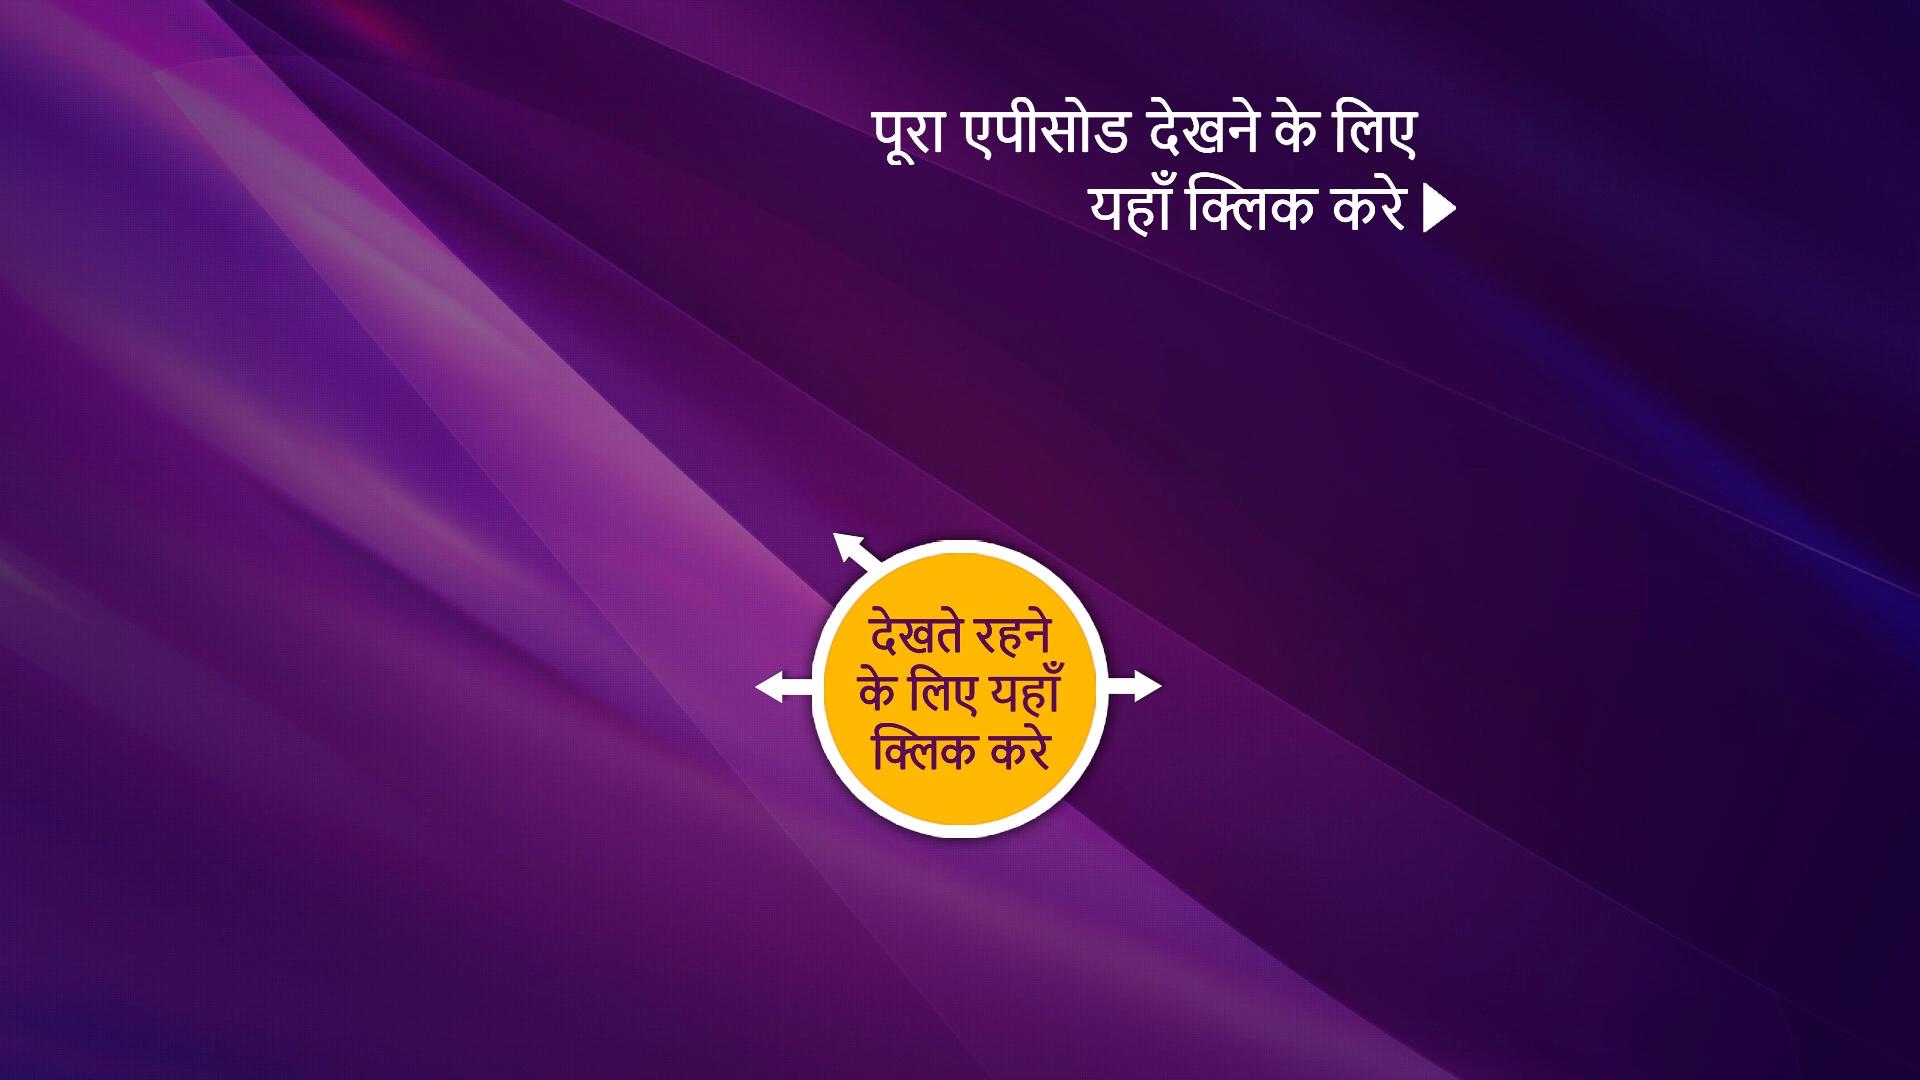 पूरा एपीसोड देखने के लिए
यहाँ क्लिक करे
देखते रहने
के लिए यहाँ
क्लिक करे